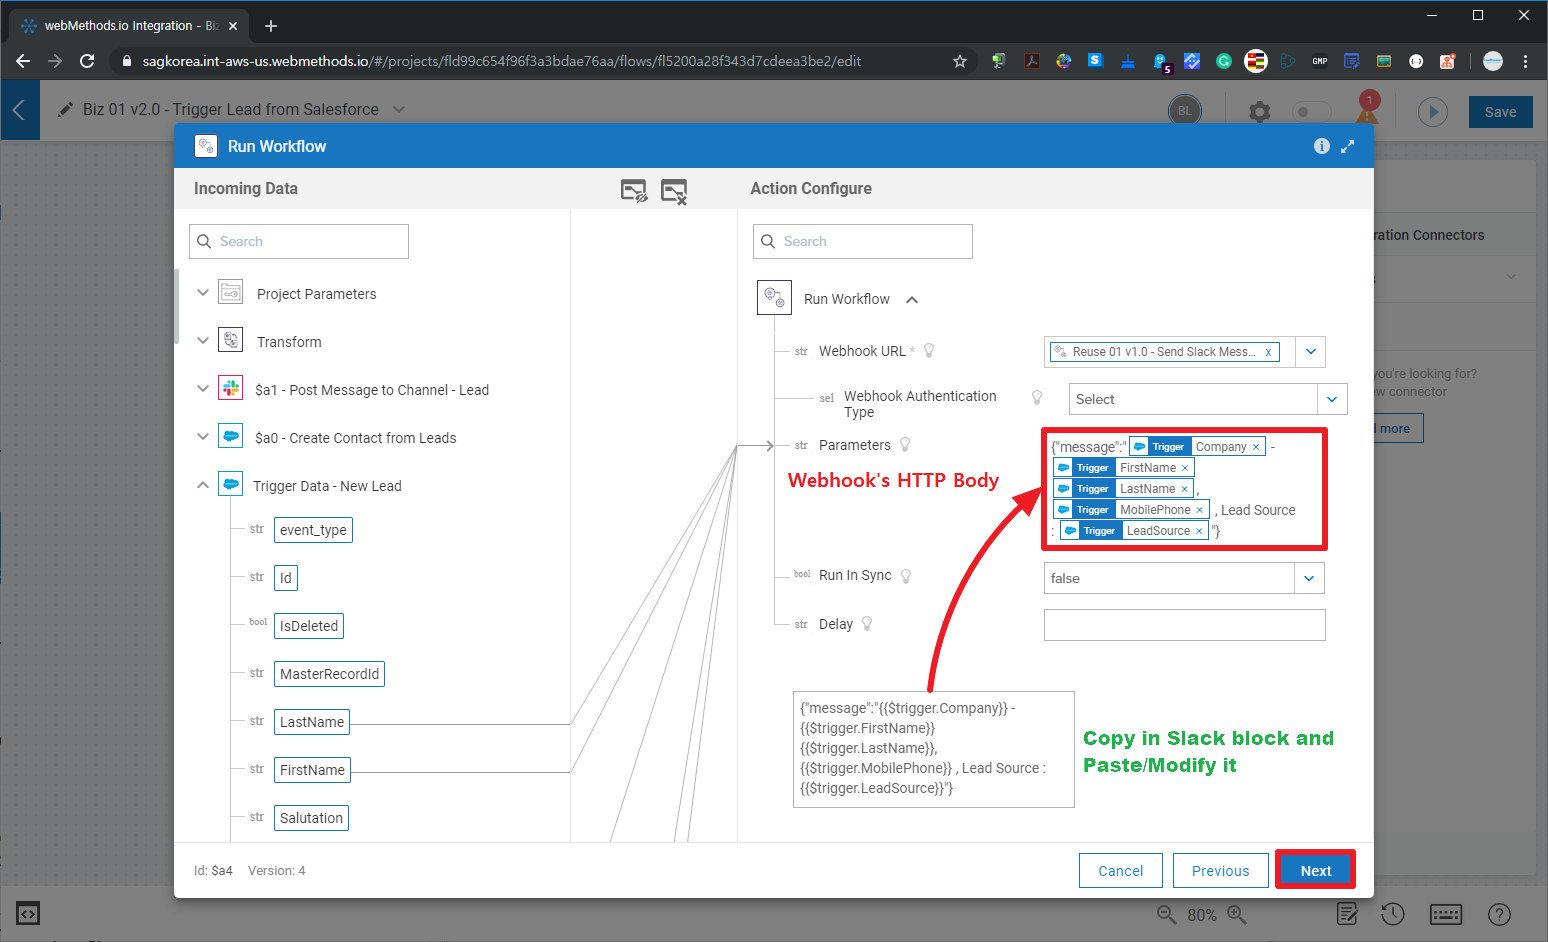 webMethods.io Integration - Biz
sagkorea.int-aws-us.webmethods.io/#/projects/fld99c654f96f3a3bdae76aa/flows/fl5200a28f343d7cdeea3be2/edit
5
GMP
Biz 01 v2.0 - Trigger Lead from Salesforce
BL
1
Save
Run Workflow
Incoming Data
Action Configure
Search
Search
ration Connectors
Project Parameters
Run Workflow
Transform
str Webhook URL *
Reuse 01 v1.0 - Send Slack Mess... x
you're looking for?
ew connector
$a1 - Post Message to Channel - Lead
sel Webhook Authentication Type
Select
more
$a0 - Create Contact from Leads
str Parameters
{"message":" Trigger Company × -
Trigger FirstName ×
Trigger LastName × ,
Trigger MobilePhone × , Lead Source
: Trigger LeadSource × "}
Webhook's HTTP Body
Trigger Data - New Lead
str event_type
str Id
bool Run In Sync
false
bool IsDeleted
str Delay
str MasterRecordId
str LastName
{"message":"{{$trigger.Company}} -
{{$trigger.FirstName}}
{{$trigger.LastName}},
{{$trigger.MobilePhone}} , Lead Source :
{{$trigger.LeadSource}}"}
Copy in Slack block and
Paste/Modify it
str FirstName
str Salutation
Id: $a4 Version: 4
Cancel
Previous
Next
80%